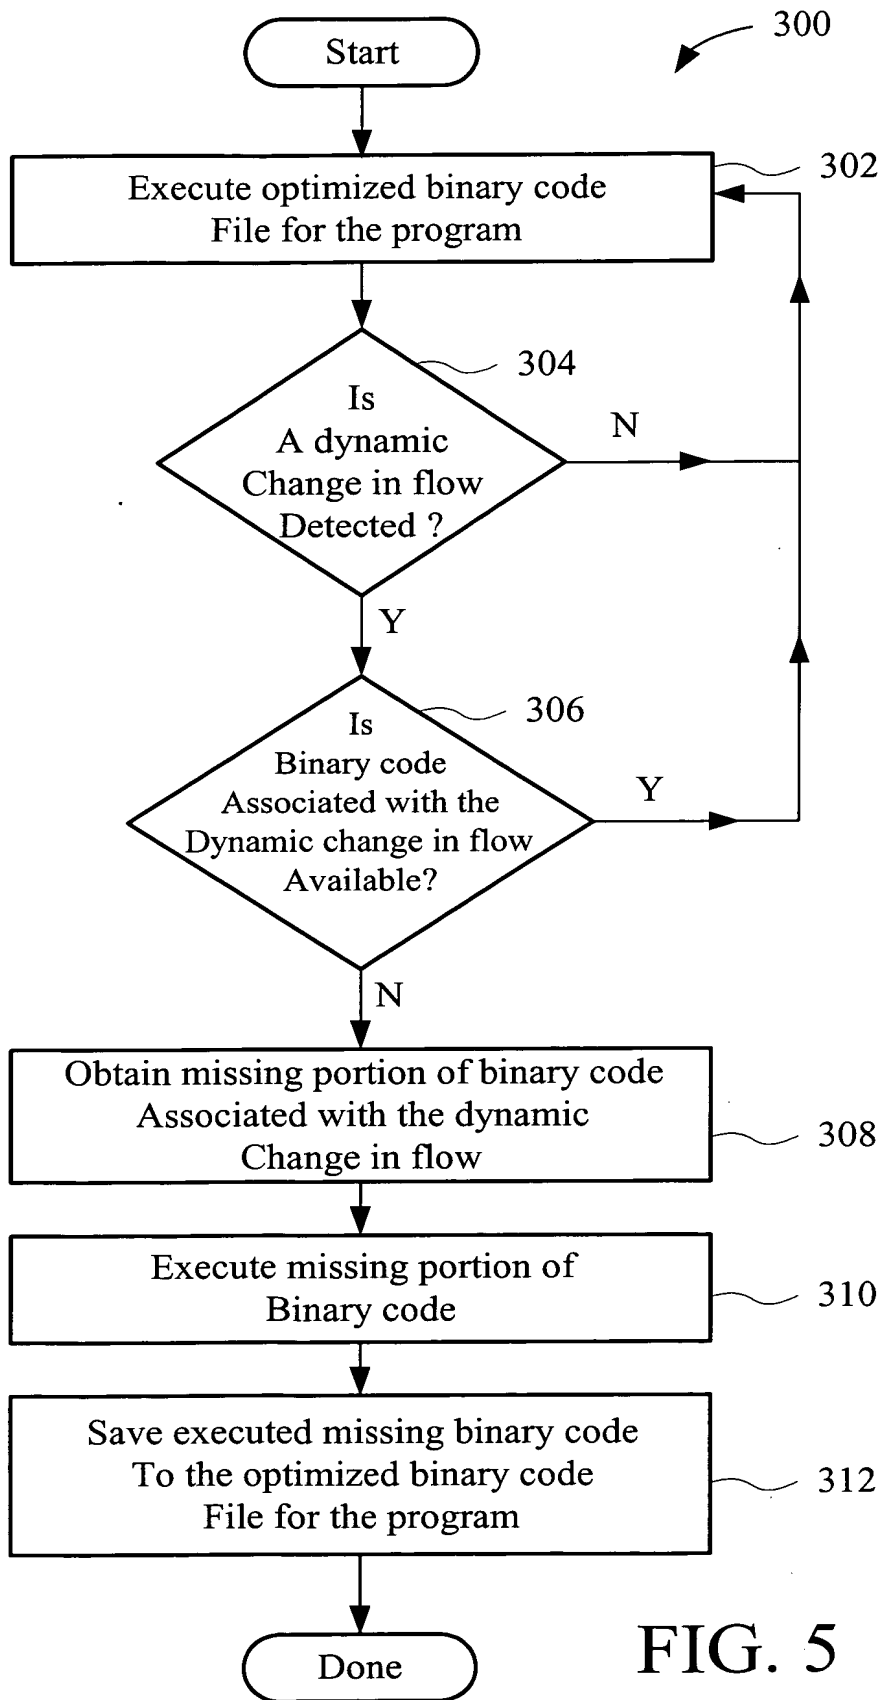 300
Start
302
Execute optimized binary code
File for the program
304
Is
A dynamic
Change in flow
Detected ?
N
Y
306
Is
Binary code
Associated with the
Dynamic change in flow
Available?
Y
N
Obtain missing portion of binary code
Associated with the dynamic
Change in flow
308
Execute missing portion of
Binary code
310
Save executed missing binary code
To the optimized binary code
File for the program
312
Done
FIG. 5